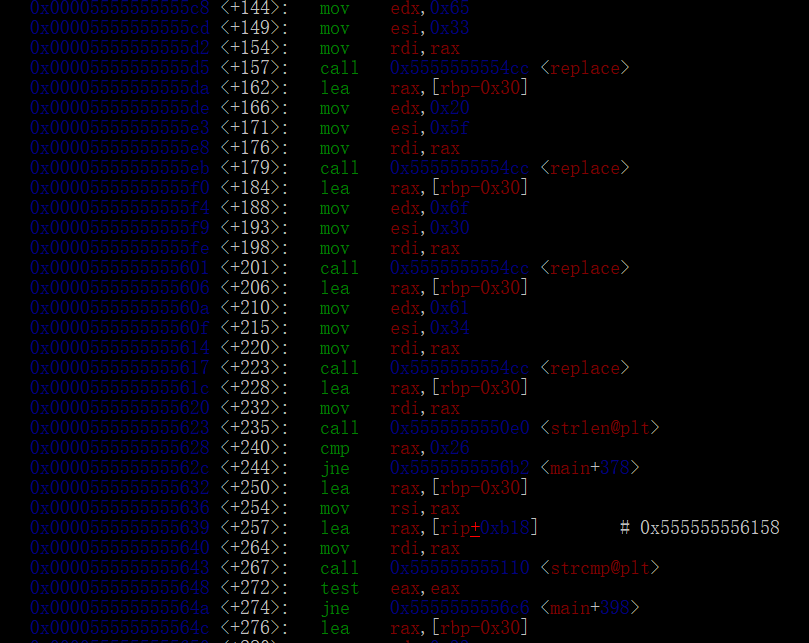 0x00005555555555c8 <+144>: mov edx,0x65
0x00005555555555cd <+149>: mov esi,0x33
0x00005555555555d2 <+154>: mov rdi,rax
0x00005555555555d5 <+157>: call 0x5555555554cc <replace>
0x00005555555555da <+162>: lea rax,[rbp-0x30]
0x00005555555555de <+166>: mov edx,0x20
0x00005555555555e3 <+171>: mov esi,0x5f
0x00005555555555e8 <+176>: mov rdi,rax
0x00005555555555eb <+179>: call 0x5555555554cc <replace>
0x00005555555555f0 <+184>: lea rax,[rbp-0x30]
0x00005555555555f4 <+188>: mov edx,0x6f
0x00005555555555f9 <+193>: mov esi,0x30
0x00005555555555fe <+198>: mov rdi,rax
0x0000555555555601 <+201>: call 0x5555555554cc <replace>
0x0000555555555606 <+206>: lea rax,[rbp-0x30]
0x000055555555560a <+210>: mov edx,0x61
0x000055555555560f <+215>: mov esi,0x34
0x0000555555555614 <+220>: mov rdi,rax
0x0000555555555617 <+223>: call 0x5555555554cc <replace>
0x000055555555561c <+228>: lea rax,[rbp-0x30]
0x0000555555555620 <+232>: mov rdi,rax
0x0000555555555623 <+235>: call 0x5555555550e0 <strlen@plt>
0x0000555555555628 <+240>: cmp rax,0x26
0x000055555555562c <+244>: jne 0x5555555556b2 <main+378>
0x0000555555555632 <+250>: lea rax,[rbp-0x30]
0x0000555555555636 <+254>: mov rsi,rax
0x0000555555555639 <+257>: lea rax,[rip+0xb18] # 0x555555556158
0x0000555555555640 <+264>: mov rdi,rax
0x0000555555555643 <+267>: call 0x555555555110 <strcmp@plt>
0x0000555555555648 <+272>: test eax,eax
0x000055555555564a <+274>: jne 0x5555555556c6 <main+398>
0x000055555555564c <+276>: lea rax,[rbp-0x30]